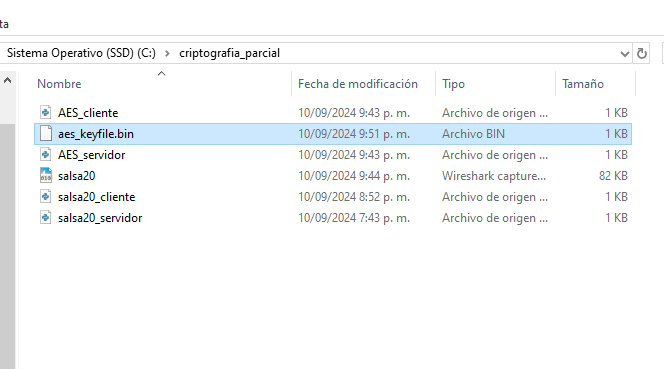 ta
Sistema Operativo (SSD) (C:) > criptografia_parcial
Nombre Fecha de modificación Tipo Tamaño
AES_cliente 10/09/2024 9:43 p. m. Archivo de origen ... 1 KB
aes_keyfile.bin 10/09/2024 9:51 p. m. Archivo BIN 1 KB
AES_servidor 10/09/2024 9:43 p. m. Archivo de origen ... 1 KB
salsa20 10/09/2024 9:44 p. m. Wireshark capture... 82 KB
salsa20_cliente 10/09/2024 8:52 p. m. Archivo de origen ... 1 KB
salsa20_servidor 10/09/2024 7:43 p. m. Archivo de origen ... 1 KB